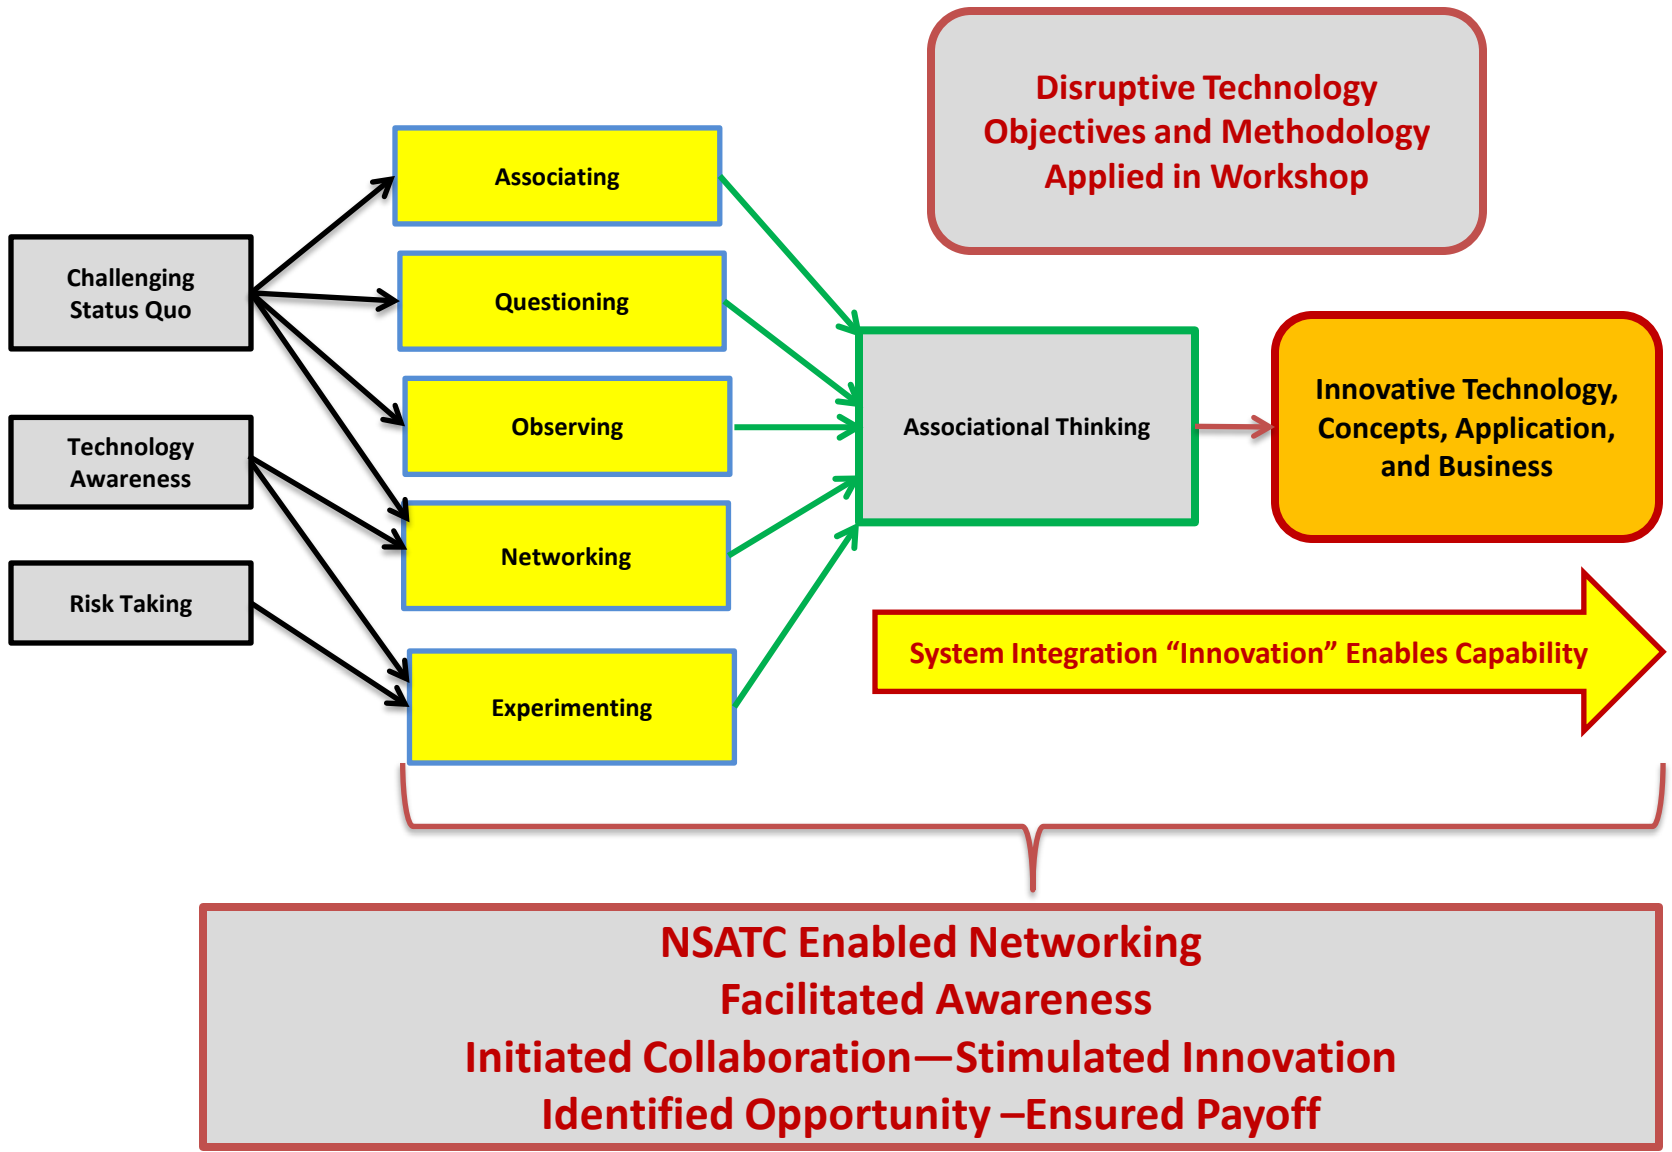 Disruptive Technology
Objectives and Methodology
Applied in Workshop
Challenging
Status Quo
Technology
Awareness
Risk Taking
Associating
Questioning
Observing
Networking
Experimenting
Associational Thinking
Innovative Technology,
Concepts, Application,
and Business
System Integration “Innovation” Enables Capability
NSATC Enabled Networking
Facilitated Awareness
Initiated Collaboration—Stimulated Innovation
Identified Opportunity –Ensured Payoff